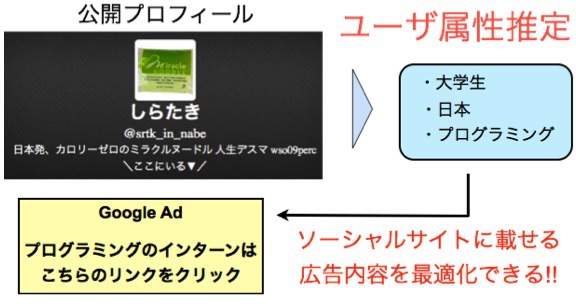 公開プロフィール
ユーザ属性推定
Miracle
NOODLE
しらたき
@srtk_in_nabe
日本発、カロリーゼロのミラクルヌードル 人生デスマ wso09perc
＼ここにいる▼／
・大学生
・日本
・プログラミング
Google Ad
プログラミングのインターンは
こちらのリンクをクリック
ソーシャルサイトに載せる
広告内容を最適化できる!!